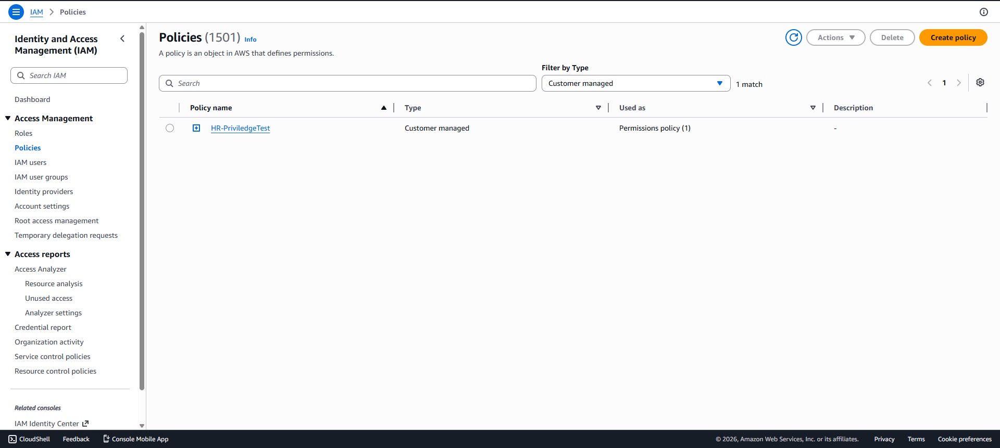 IAM > Policies
Identity and Access
Management (IAM)
Search IAM
Dashboard
Access Management
Roles
Policies
IAM users
IAM user groups
Identity providers
Account settings
Root access management
Temporary delegation requests
Access reports
Access Analyzer
Resource analysis
Unused access
Analyzer settings
Credential report
Organization activity
Service control policies
Resource control policies
Related consoles
IAM Identity Center
Policies (1501) Info
Actions Delete Create policy
A policy is an object in AWS that defines permissions.
Filter by Type
Search Customer managed 1 match 1
Policy name Type Used as Description
HR-PriviledgeTest Customer managed Permissions policy (1) -
CloudShell Feedback Console Mobile App © 2026, Amazon Web Services, Inc. or its affiliates. Privacy Terms Cookie preferences